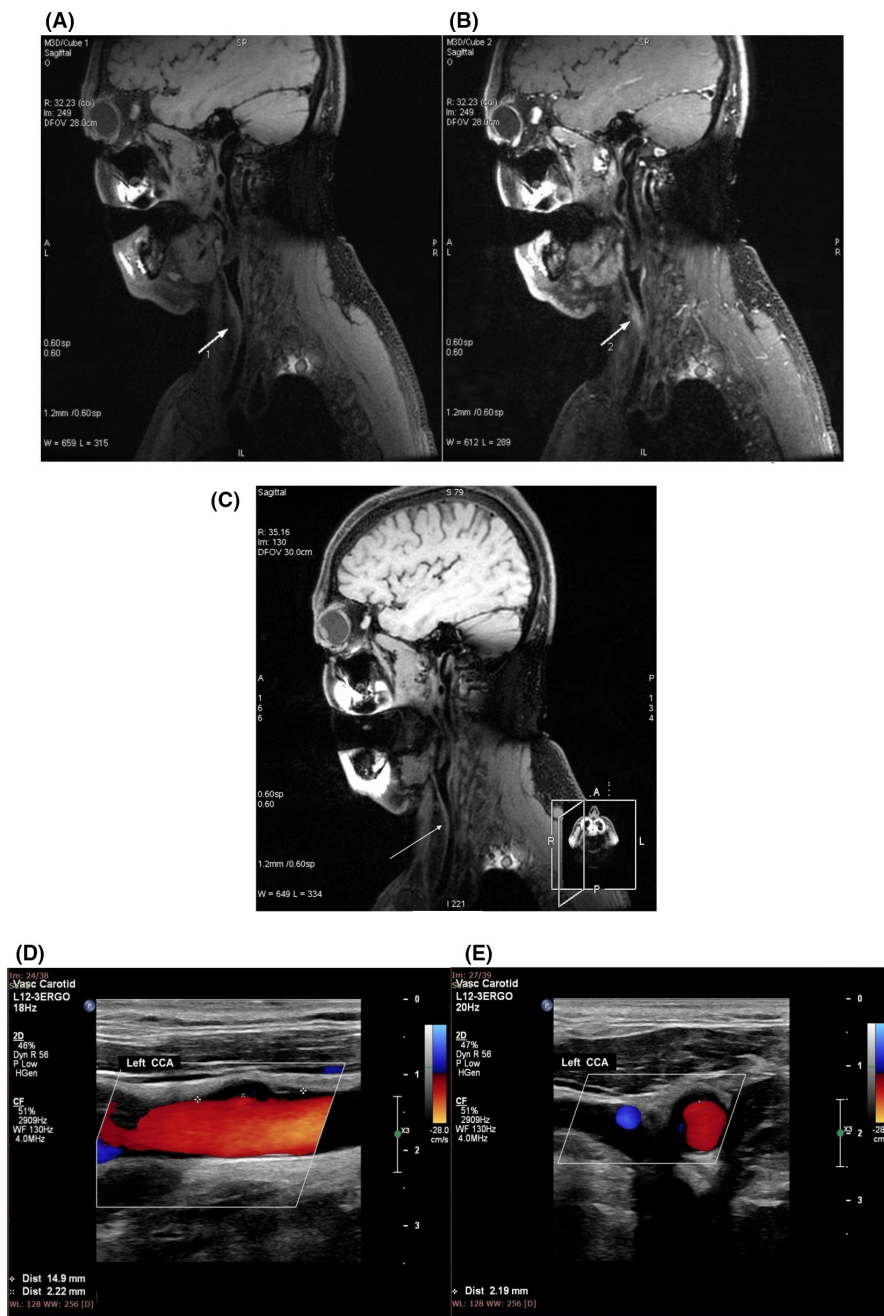 (A)
M3D/Cube 1
Sagittal
O
SR
R: 32.23 (coi)
Im: 249
DFOV 28.0cm
A
L
P
R
1
0.60sp
0.60
1.2mm /0.60sp
W = 659 L = 315
IL
(B)
M3D/Cube 2
Sagittal
O
SR
R: 32.23 (coi)
Im: 249
DFOV 28.0cm
A
L
P
R
2
0.60sp
0.60
1.2mm /0.60sp
W = 612 L = 289
IL
(C)
Sagittal
S 79
R: 35.16
Im: 130
DFOV 30.0cm
A
1
6
6
P
1
3
4
0.60sp
0.60
A
R
L
P
1.2mm /0.60sp
W = 649 L = 334
I 221
(D)
Im: 24/38
Vasc Carotid
L12-3ERGO
18Hz
2D
46%
Dyn R 56
P Low
HGen
CF
51%
2909Hz
WF 130Hz
4.0MHz
Left CCA
0
1
2
3
X3
-28.0
cm/s
Dist 14.9 mm
Dist 2.22 mm
WL: 128 WW: 256 [D]
(E)
Im: 27/39
Vasc Carotid
L12-3ERGO
20Hz
2D
47%
Dyn R 56
P Low
HGen
CF
51%
2909Hz
WF 130Hz
4.0MHz
Left CCA
0
1
2
3
X3
-28.0
cm/s
Dist 2.19 mm
WL: 128 WW: 256 [D]